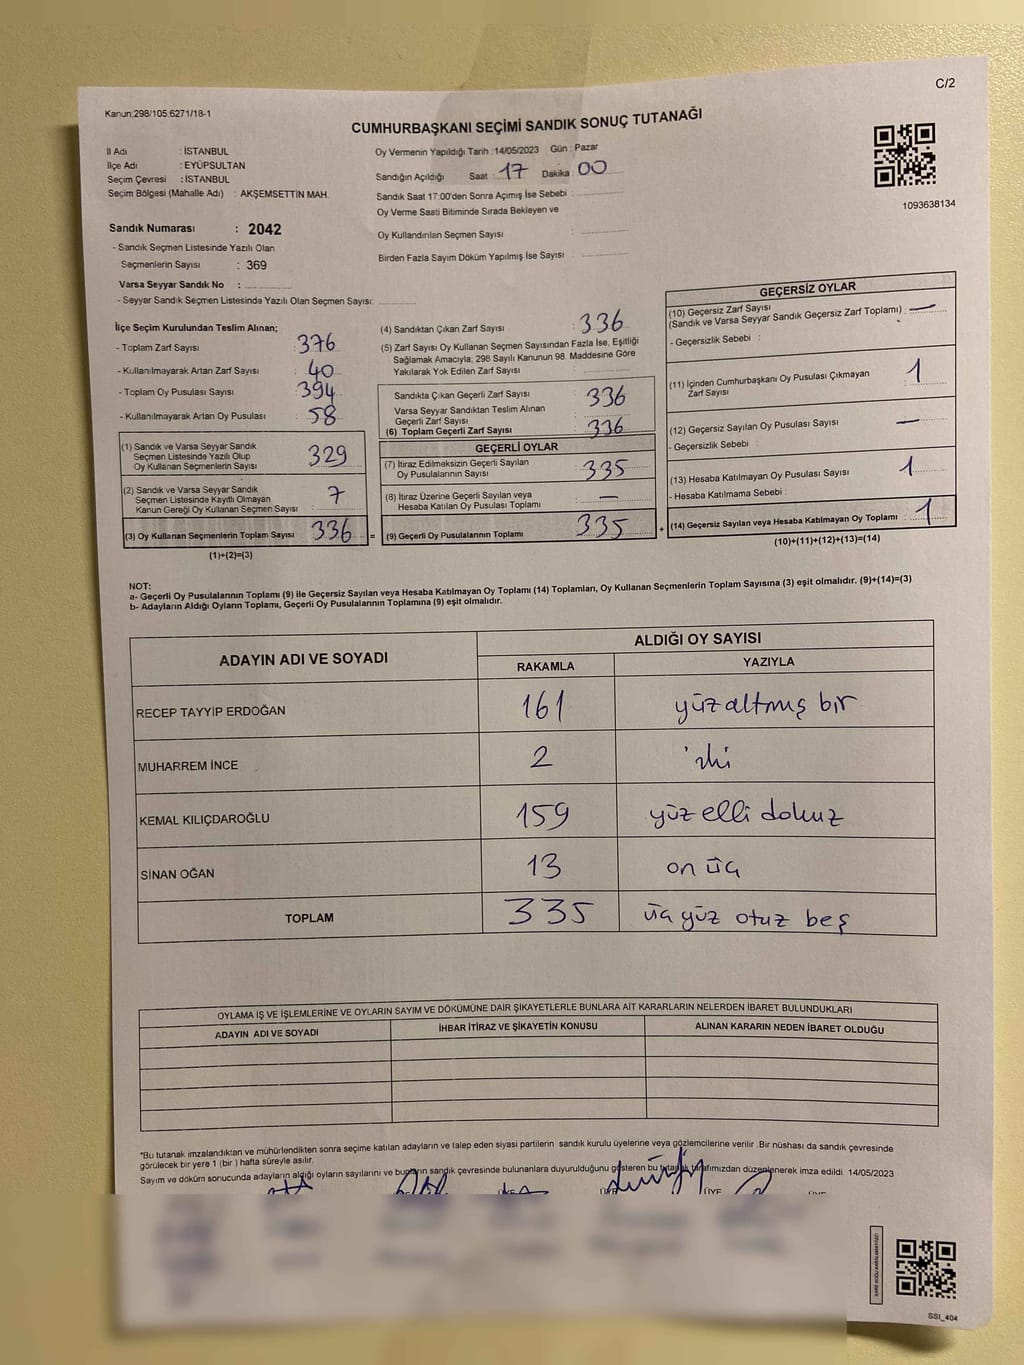 C/2
Kanun:298/105 6271/18-1
CUMHURBAŞKANI SEÇİMİ SANDIK SONUÇ TUTANAĞI
İl Adı : İSTANBUL
İlçe Adı : EYÜPSULTAN
Seçim Çevresi : İSTANBUL
Seçim Bölgesi (Mahalle Adı) : AKŞEMSETTİN MAH.
Oy Vermenin Yapıldığı Tarih :14/05/2023 Gün : Pazar
Sandığın Açıldığı Saat : 17 Dakika : 00
Sandık Saat 17:00'den Sonra Açımış İse Sebebi :
Oy Verme Saati Bitiminde Sırada Bekleyen ve
Oy Kullandırılan Seçmen Sayısı :
Birden Fazla Sayım Döküm Yapılmış İse Sayısı :
1093638134
Sandık Numarası : 2042
- Sandık Seçmen Listesinde Yazılı Olan
Seçmenlerin Sayısı : 369
Varsa Seyyar Sandık No :
- Seyyar Sandık Seçmen Listesinde Yazılı Olan Seçmen Sayısı:
İlçe Seçim Kurulundan Teslim Alınan;
- Toplam Zarf Sayısı : 376
- Kullanılmayarak Artan Zarf Sayısı : 40
- Toplam Oy Pusulası Sayısı : 394
- Kullanılmayarak Artan Oy Pusulası : 58
(1) Sandık ve Varsa Seyyar Sandık
Seçmen Listesinde Yazılı Olup
Oy Kullanan Seçmenlerin Sayısı : 329
(2) Sandık ve Varsa Seyyar Sandık
Seçmen Listesinde Kayıtlı Olmayan
Kanun Gereği Oy Kullanan Seçmen Sayısı : 7
(3) Oy Kullanan Seçmenlerin Toplam Sayısı : 336
(1)+(2)=(3)
(4) Sandıktan Çıkan Zarf Sayısı : 336
(5) Zarf Sayısı Oy Kullanan Seçmen Sayısından Fazla İse, Eşitliği
Sağlamak Amacıyla; 298 Sayılı Kanunun 98. Maddesine Göre
Yakılarak Yok Edilen Zarf Sayısı :
Sandıkta Çıkan Geçerli Zarf Sayısı : 336
Varsa Seyyar Sandıktan Teslim Alınan
Geçerli Zarf Sayısı :
(6) Toplam Geçerli Zarf Sayısı : 336
GEÇERLİ OYLAR
(7) İtiraz Edilmeksizin Geçerli Sayılan
Oy Pusulalarının Sayısı : 335
(8) İtiraz Üzerine Geçerli Sayılan veya
Hesaba Katılan Oy Pusulası Toplamı : —
= (9) Geçerli Oy Pusulalarının Toplamı : 335
GEÇERSİZ OYLAR
(10) Geçersiz Zarf Sayısı
(Sandık ve Varsa Seyyar Sandık Geçersiz Zarf Toplamı) : —
- Geçersizlik Sebebi :
(11) İçinden Cumhurbaşkanı Oy Pusulası Çıkmayan
Zarf Sayısı : 1
(12) Geçersiz Sayılan Oy Pusulası Sayısı : —
- Geçersizlik Sebebi :
(13) Hesaba Katılmayan Oy Pusulası Sayısı : 1
- Hesaba Katılmama Sebebi :
+ (14) Geçersiz Sayılan veya Hesaba Katılmayan Oy Toplamı : 1
(10)+(11)+(12)+(13)=(14)
NOT:
a- Geçerli Oy Pusulalarının Toplamı (9) ile Geçersiz Sayılan veya Hesaba Katılmayan Oy Toplamı (14) Toplamları, Oy Kullanan Seçmenlerin Toplam Sayısına (3) eşit olmalıdır. (9)+(14)=(3)
b- Adayların Aldığı Oyların Toplamı, Geçerli Oy Pusulalarının Toplamına (9) eşit olmalıdır.
ADAYIN ADI VE SOYADI ALDIĞI OY SAYISI
RAKAMLA YAZIYLA
RECEP TAYYİP ERDOĞAN 161 yüz altmış bir
MUHARREM İNCE 2 iki
KEMAL KILIÇDAROĞLU 159 yüz elli dokuz
SİNAN OĞAN 13 on üç
TOPLAM 335 üç yüz otuz beş
OYLAMA İŞ VE İŞLEMLERİNE VE OYLARIN SAYIM VE DÖKÜMÜNE DAİR ŞİKAYETLERLE BUNLARA AİT KARARLARIN NELERDEN İBARET BULUNDUKLARI
ADAYIN ADI VE SOYADI İHBAR İTİRAZ VE ŞİKAYETİN KONUSU ALINAN KARARIN NEDEN İBARET OLDUĞU
*Bu tutanak imzalandıktan ve mühürlendikten sonra seçime katılan adayların ve talep eden siyasi partilerin sandık kurulu üyelerine veya gözlemcilerine verilir. Bir nüshası da sandık çevresinde
görülecek bir yere 1 (bir) hafta süreyle asılır.
Sayım ve döküm sonucunda adayların aldığı oyların sayılarını ve bunların sandık çevresinde bulunanlara duyurulduğunu gösteren bu tutanak tarafımızdan düzenlenerek imza edildi. 14/05/2023
SSI_404